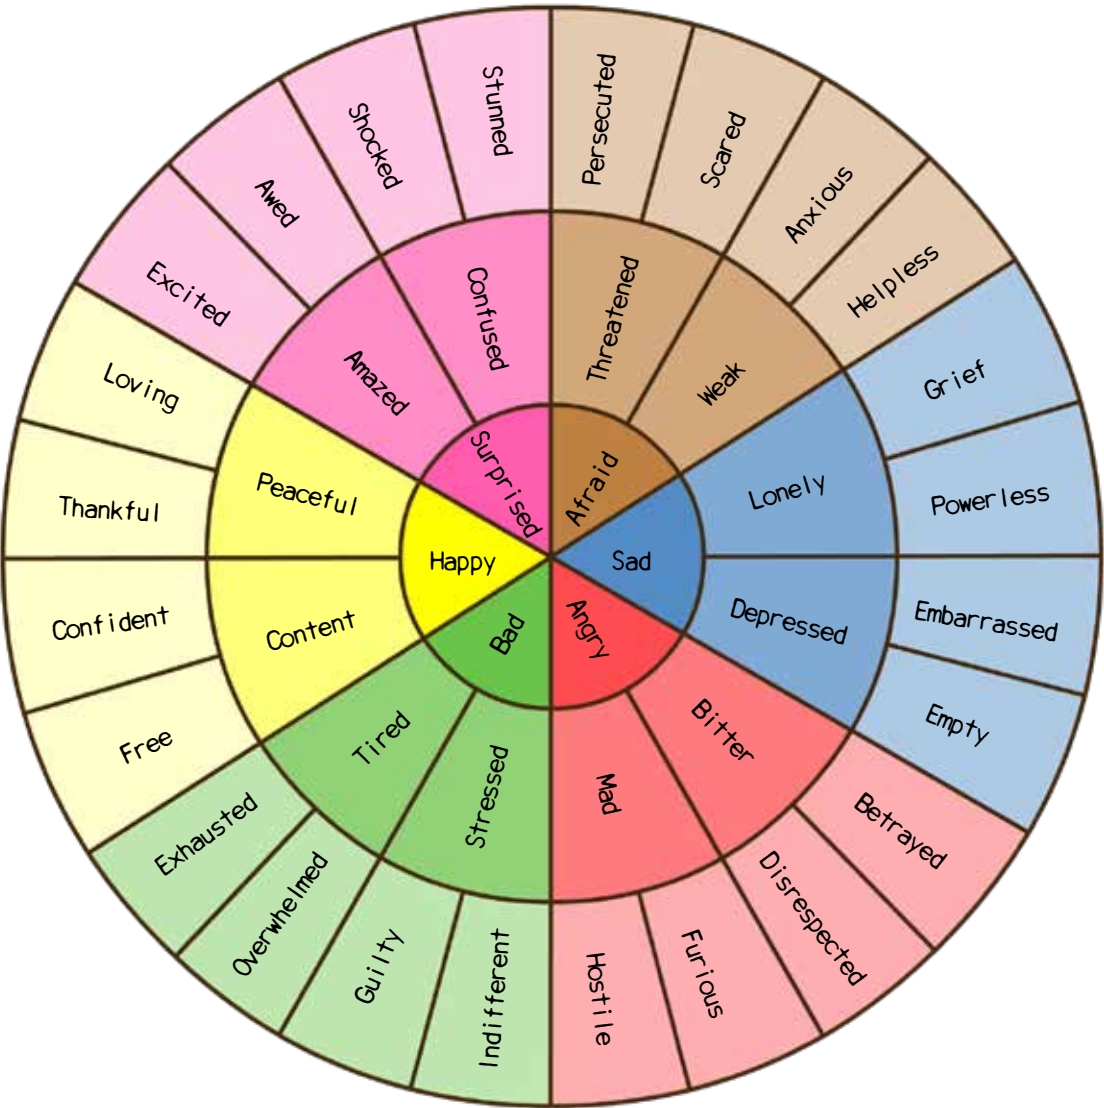 Surprised
Afraid
Sad
Angry
Bad
Happy
Confused
Threatened
Weak
Lonely
Depressed
Bitter
Mad
Stressed
Tired
Content
Peaceful
Amazed
Stunned
Persecuted
Scared
Anxious
Helpless
Grief
Powerless
Embarrassed
Empty
Betrayed
Disrespected
Furious
Hostile
Indifferent
Guilty
Overwhelmed
Exhausted
Free
Confident
Thankful
Loving
Excited
Awed
Shocked